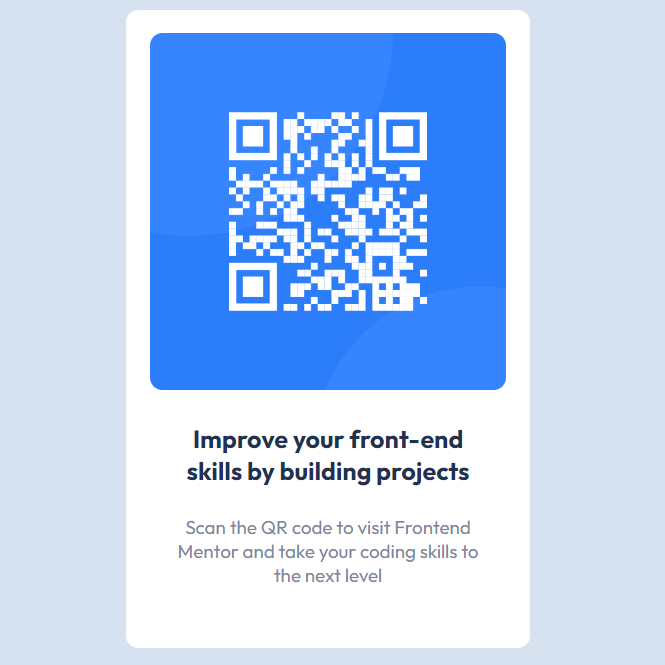 Improve your front-end
skills by building projects
Scan the QR code to visit Frontend
Mentor and take your coding skills to
the next level